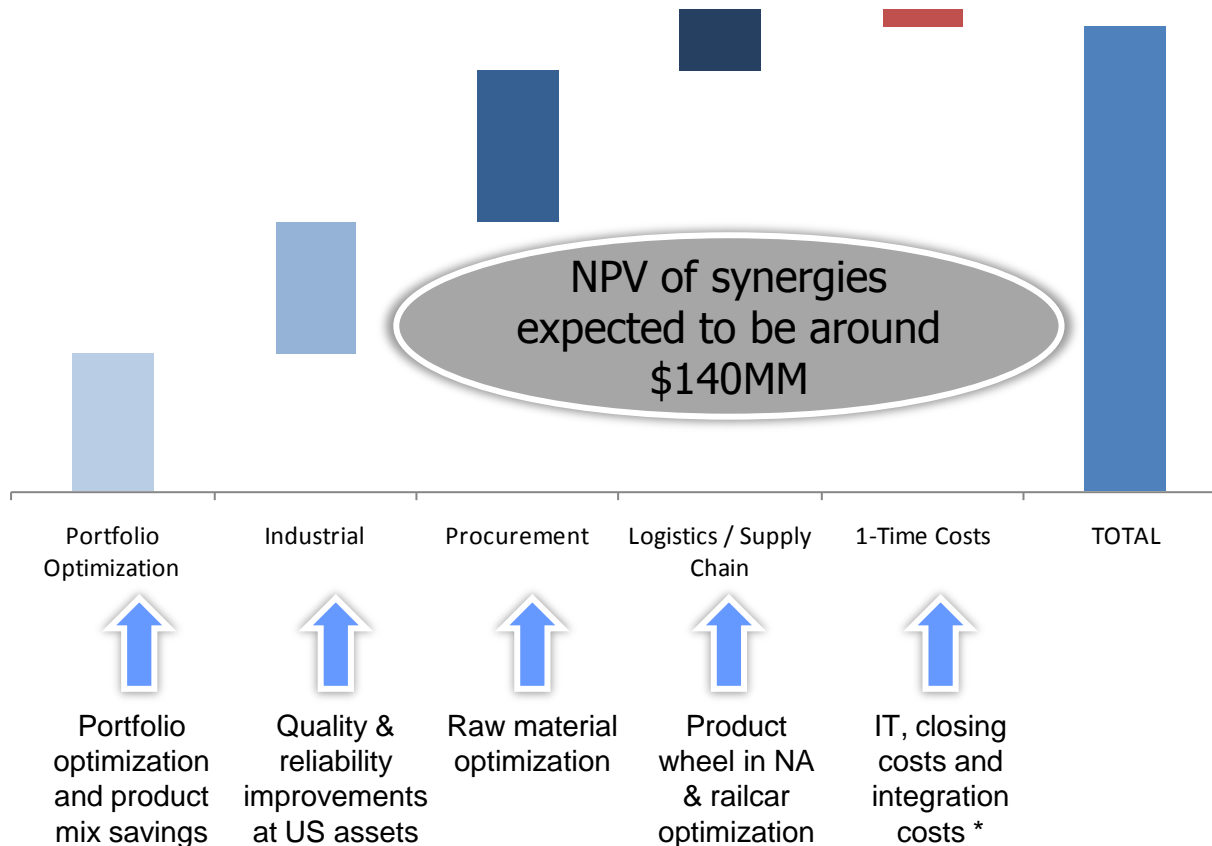 NPV of synergies
expected to be around
$140MM
Portfolio
Optimization
Industrial
Procurement
Logistics / Supply
Chain
1-Time Costs
TOTAL
Portfolio
optimization
and product
mix savings
Quality &
reliability
improvements
at US assets
Raw material
optimization
Product
wheel in NA
& railcar
optimization
IT, closing
costs and
integration
costs *